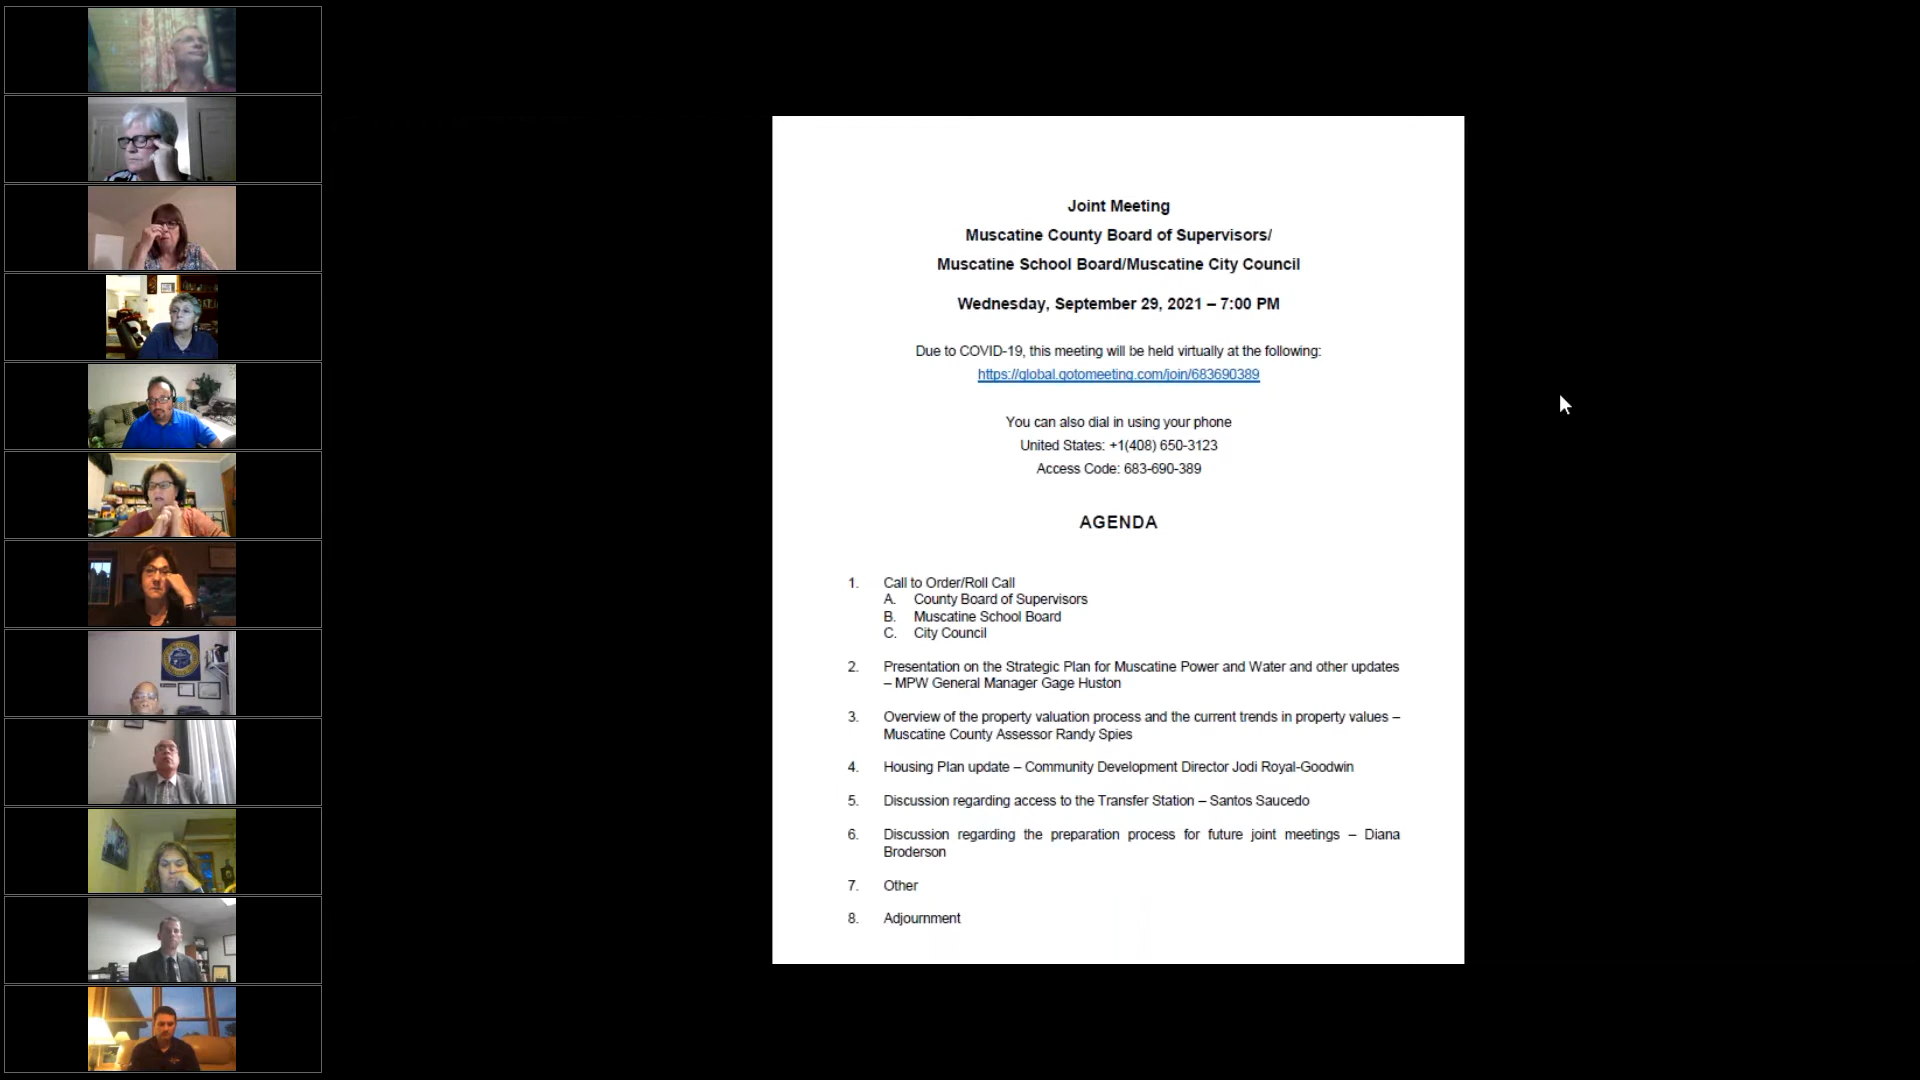 Joint Meeting
Muscatine County Board of Supervisors/
Muscatine School Board/Muscatine City Council
Wednesday, September 29, 2021 – 7:00 PM
Due to COVID-19, this meeting will be held virtually at the following:
https://global.gotomeeting.com/join/683690389
You can also dial in using your phone
United States: +1(408) 650-3123
Access Code: 683-690-389
AGENDA
1. Call to Order/Roll Call
A. County Board of Supervisors
B. Muscatine School Board
C. City Council
2. Presentation on the Strategic Plan for Muscatine Power and Water and other updates
– MPW General Manager Gage Huston
3. Overview of the property valuation process and the current trends in property values –
Muscatine County Assessor Randy Spies
4. Housing Plan update – Community Development Director Jodi Royal-Goodwin
5. Discussion regarding access to the Transfer Station – Santos Saucedo
6. Discussion regarding the preparation process for future joint meetings – Diana
Broderson
7. Other
8. Adjournment